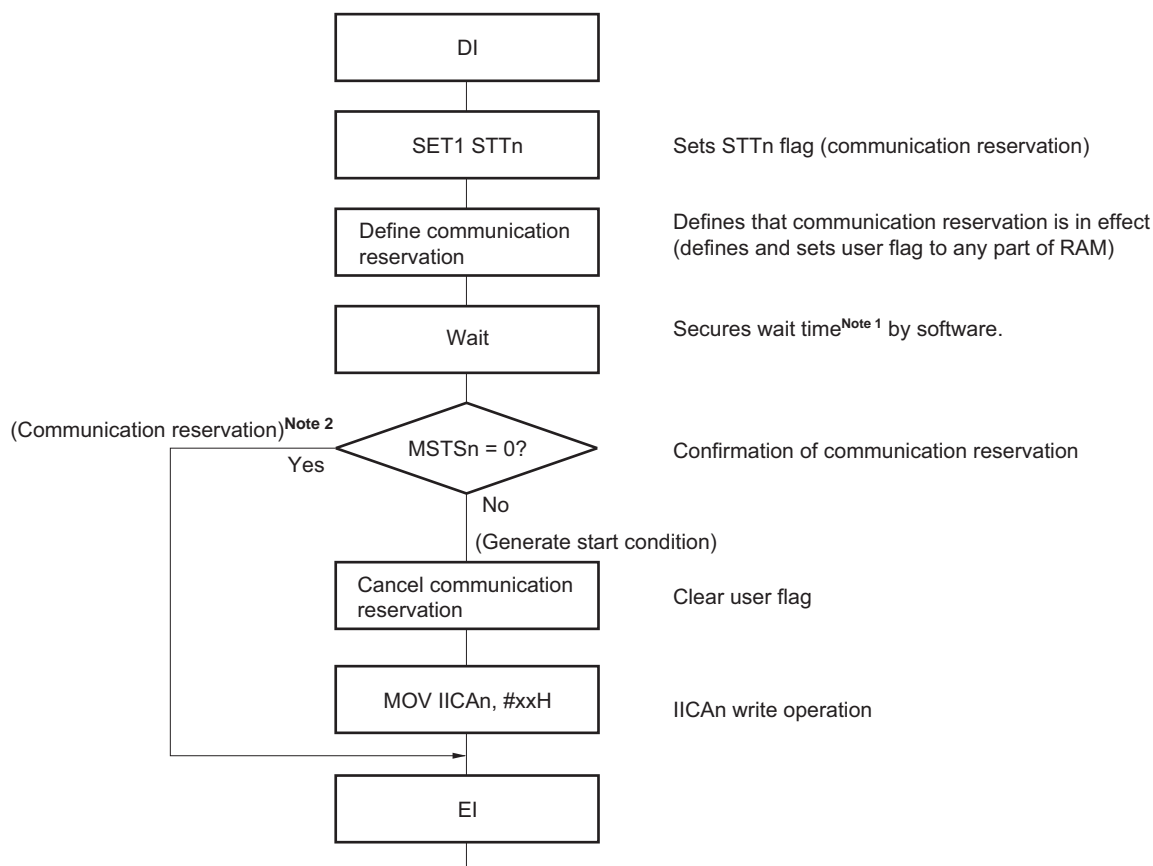 DI
SET1 STTn
Sets STTn flag (communication reservation)
Define communication
reservation
Defines that communication reservation is in effect
(defines and sets user flag to any part of RAM)
Wait
Secures wait timeNote 1 by software.
(Communication reservation)Note 2
Yes
MSTSn = 0?
Confirmation of communication reservation
No
(Generate start condition)
Cancel communication
reservation
Clear user flag
MOV IICAn, #xxH
IICAn write operation
EI